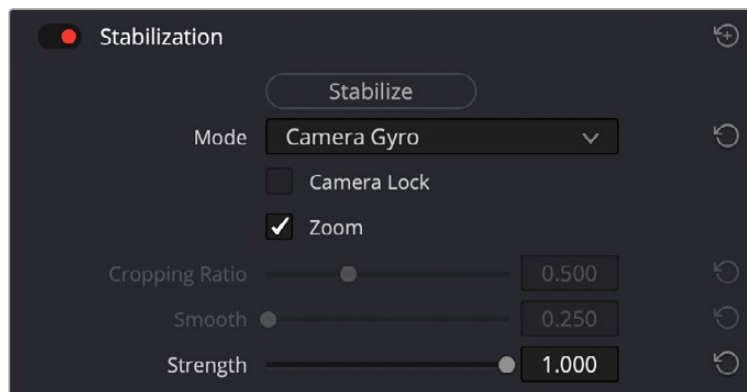 Stabilization
Stabilize
Mode Camera Gyro
Camera Lock
Zoom
Cropping Ratio 0.500
Smooth 0.250
Strength 1.000